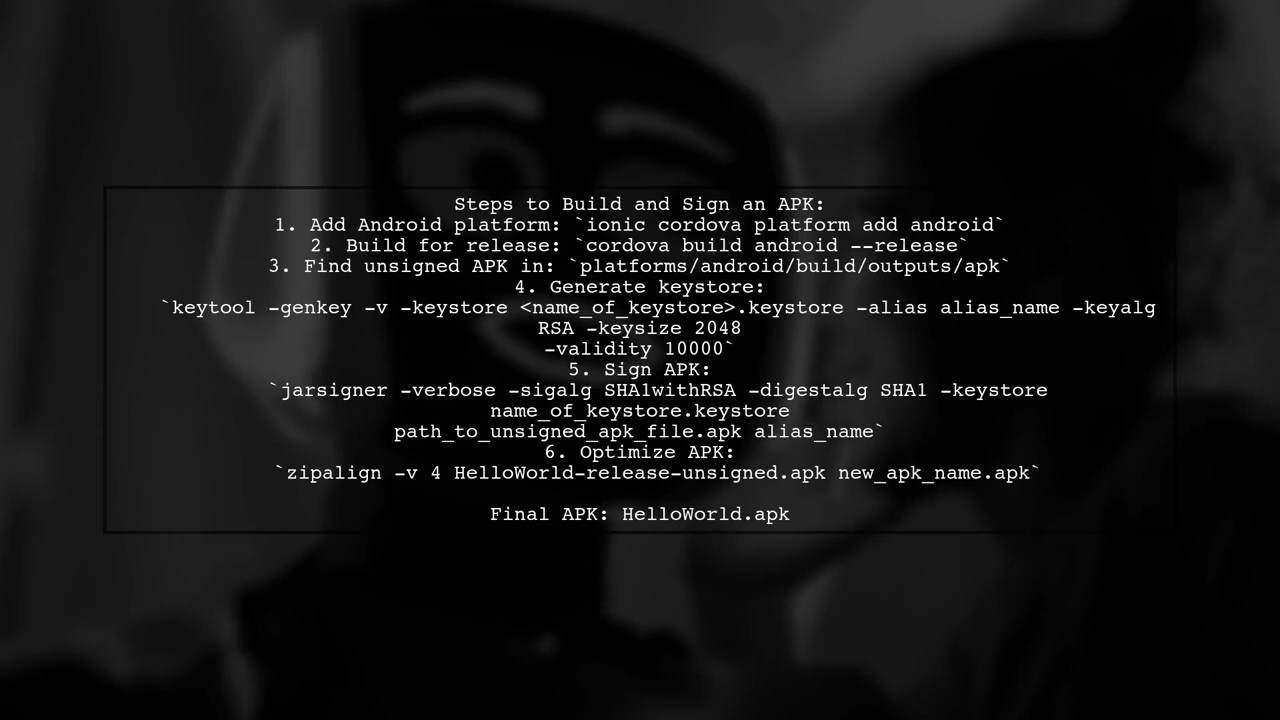 Steps to Build and Sign an APK:
1. Add Android platform: `ionic cordova platform add android`
2. Build for release: `cordova build android --release`
3. Find unsigned APK in: `platforms/android/build/outputs/apk`
4. Generate keystore:
`keytool -genkey -v -keystore <name_of_keystore>.keystore -alias alias_name -keyalg
RSA -keysize 2048
-validity 10000`
5. Sign APK:
`jarsigner -verbose -sigalg SHA1withRSA -digestalg SHA1 -keystore
name_of_keystore.keystore
path_to_unsigned_apk_file.apk alias_name`
6. Optimize APK:
`zipalign -v 4 HelloWorld-release-unsigned.apk new_apk_name.apk`
Final APK: HelloWorld.apk